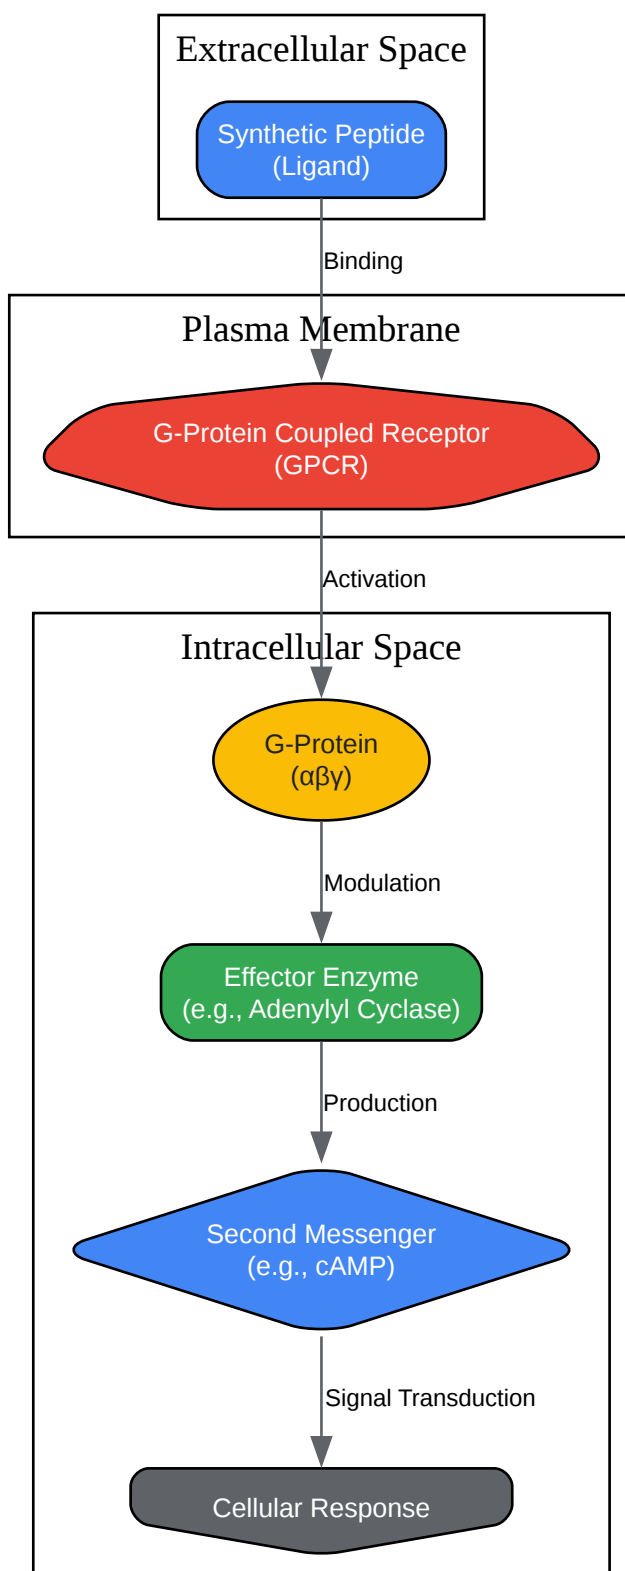 Extracellular Space
Synthetic Peptide
(Ligand)
Binding
Plasma Membrane
G-Protein Coupled Receptor
(GPCR)
Activation
Intracellular Space
G-Protein
(αβγ)
Modulation
Effector Enzyme
(e.g., Adenylyl Cyclase)
Production
Second Messenger
(e.g., cAMP)
Signal Transduction
Cellular Response